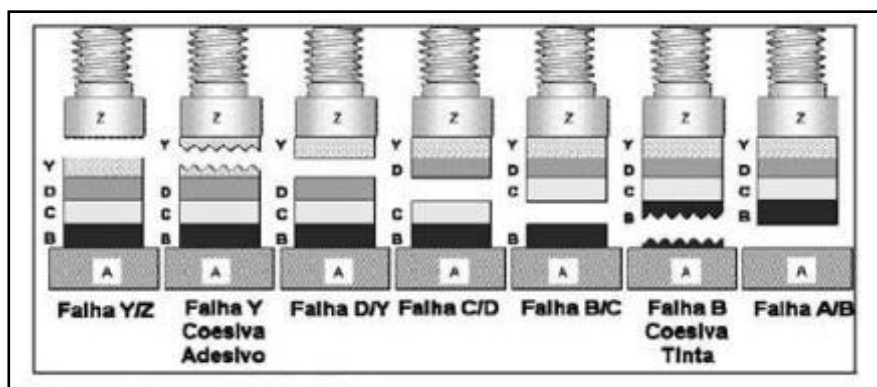 Z Z Z Z Z Z Z
Y Y Y Y Y Y
D D D D D D D
C C C C C C C
B B B B B B B
A A A A A A A
Falha Y/Z
Falha Y
Coesiva
Adesivo
Falha D/Y
Falha C/D
Falha B/C
Falha B
Coesiva
Tinta
Falha A/B